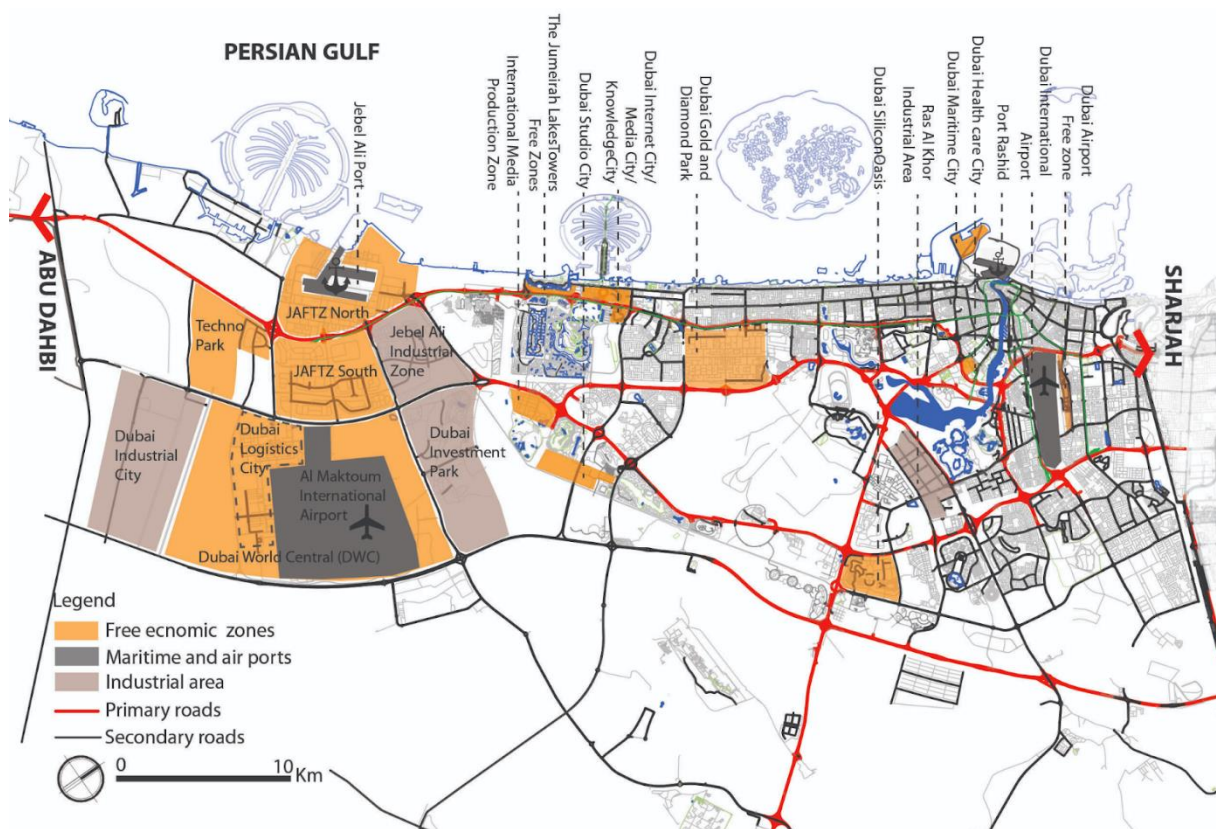 PERSIAN GULF
Jebel Ali Port
International Media
Production Zone
The Jumeirah LakesTowers
Free Zones
Dubai Studio City
Dubai Internet City/
Media City/
KnowledgeCity
Dubai Gold and
Diamond Park
Dubai SiliconOasis
Ras Al Khor
Industrial Area
Dubai Maritime City
Dubai Health care City
Port Rashid
Dubai International
Airport
Dubai Airport
Free zone
ABU DAHBI
SHARJAH
Techno
Park
JAFTZ North
JAFTZ South
Jebel Ali
Industrial
Zone
Dubai
Industrial
City
Dubai
Logistics
City
Dubai
Investment
Park
Al Maktoum
International
Airport
Dubai World Central (DWC)
Legend
Free ecnomic zones
Maritime and air ports
Industrial area
Primary roads
Secondary roads
0 10 Km